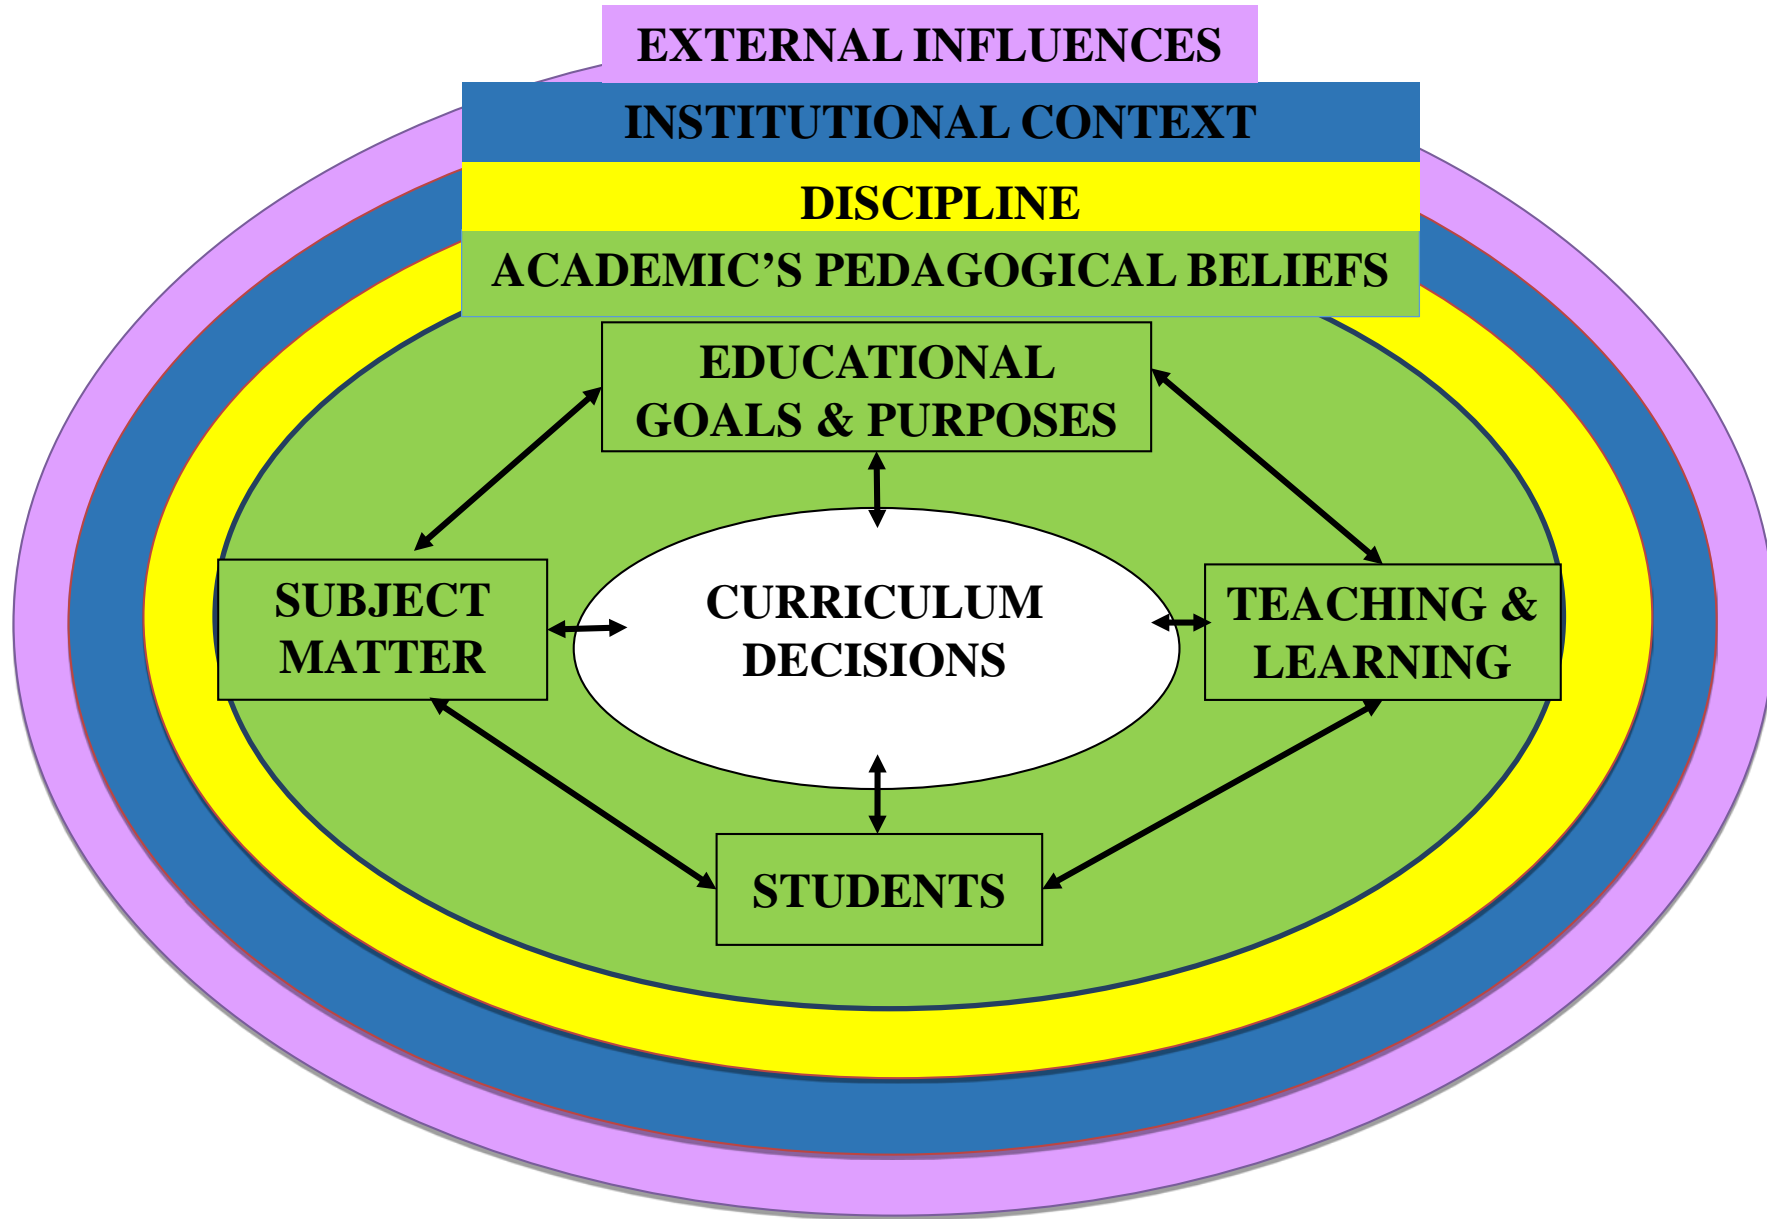 EXTERNAL INFLUENCES
INSTITUTIONAL CONTEXT
DISCIPLINE
ACADEMIC’S PEDAGOGICAL BELIEFS
EDUCATIONAL
GOALS & PURPOSES
SUBJECT
MATTER
CURRICULUM
DECISIONS
TEACHING &
LEARNING
STUDENTS